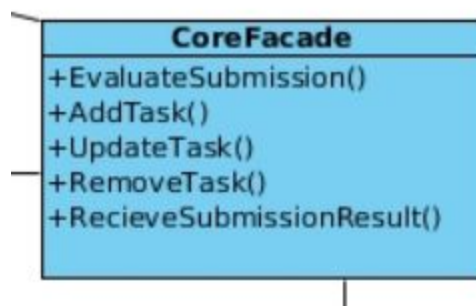 CoreFacade
+EvaluateSubmission()
+AddTask()
+UpdateTask()
+RemoveTask()
+RecieveSubmissionResult()